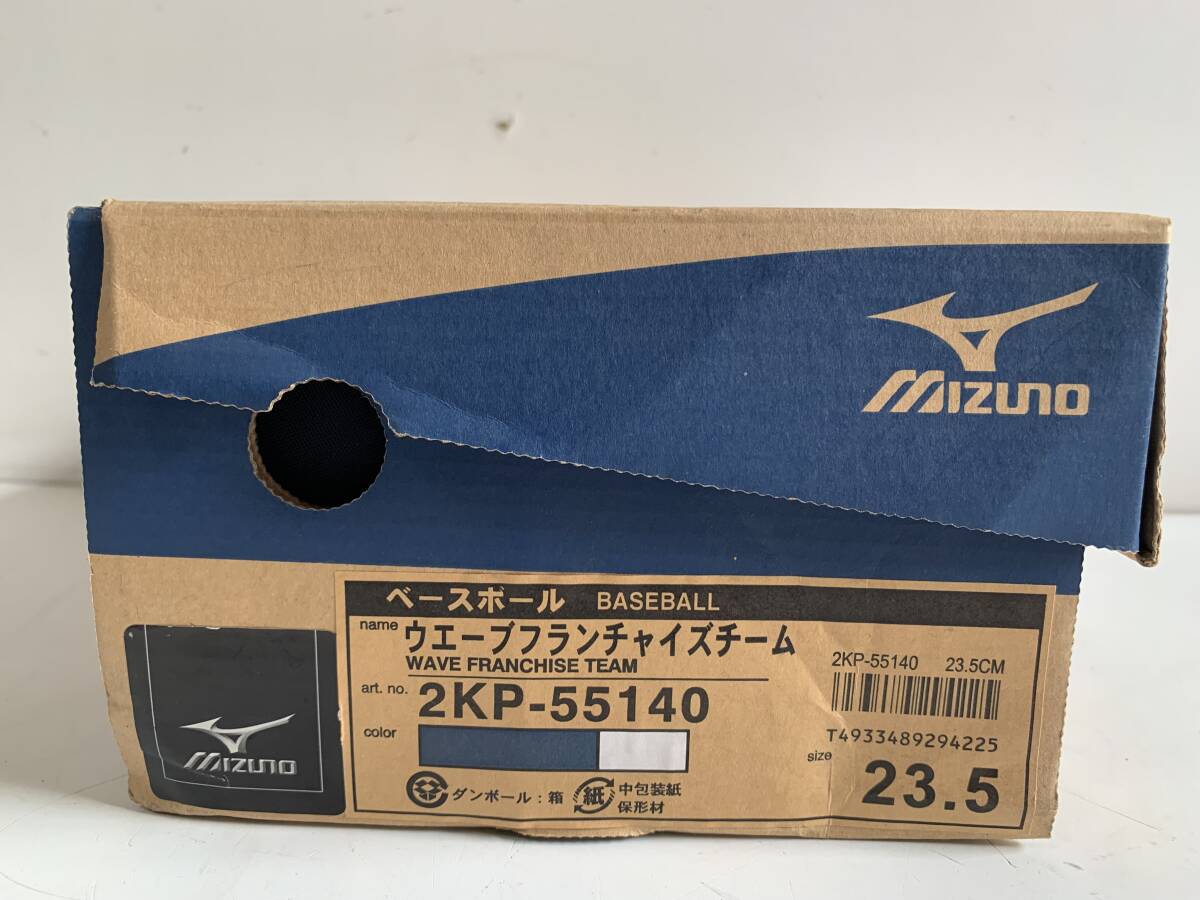 MIZUNO
ベースボール BASEBALL
name ウエーブフランチャイズチーム
WAVE FRANCHISE TEAM
art. no. 2KP-55140
color
2KP-55140 23.5CM
T4933489294225
size 23.5
ダンボール:箱
紙 中包装紙
保形材
MIZUNO